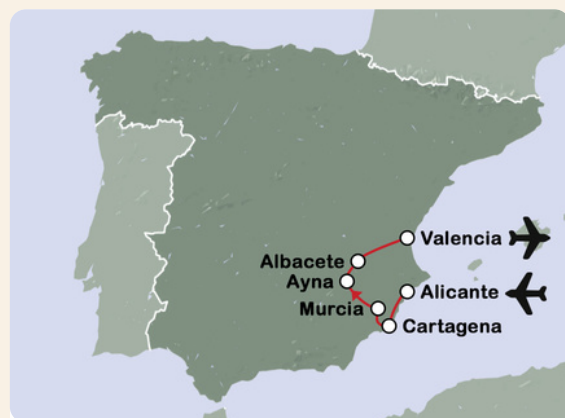 Valencia
Albacete
Ayna
Alicante
Murcia
Cartagena